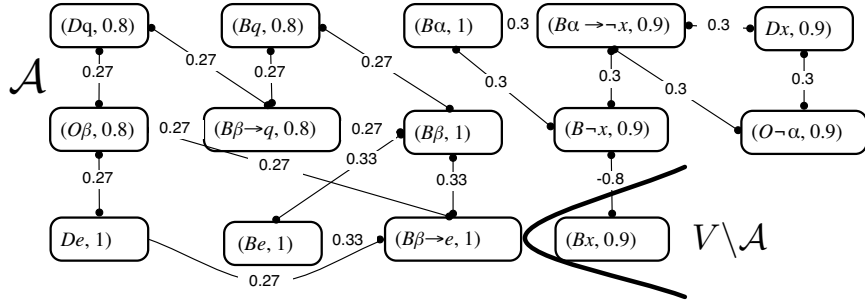 (Dq, 0.8) (Bq, 0.8) (Bα, 1) 0.3 (Bα→¬x, 0.9) 0.3 Dx, 0.9)
0.27 0.27 0.27 0.27 0.3 0.3 0.3 0.3
𝒜
(Oβ, 0.8) 0.27 (Bβ→q, 0.8) 0.27 (Bβ, 1) (B¬x, 0.9) (O¬α, 0.9)
0.27 0.27 0.33 0.33 -0.8
De, 1) (Be, 1) 0.33 (Bβ→e, 1) (Bx, 0.9) V\𝒜
0.27